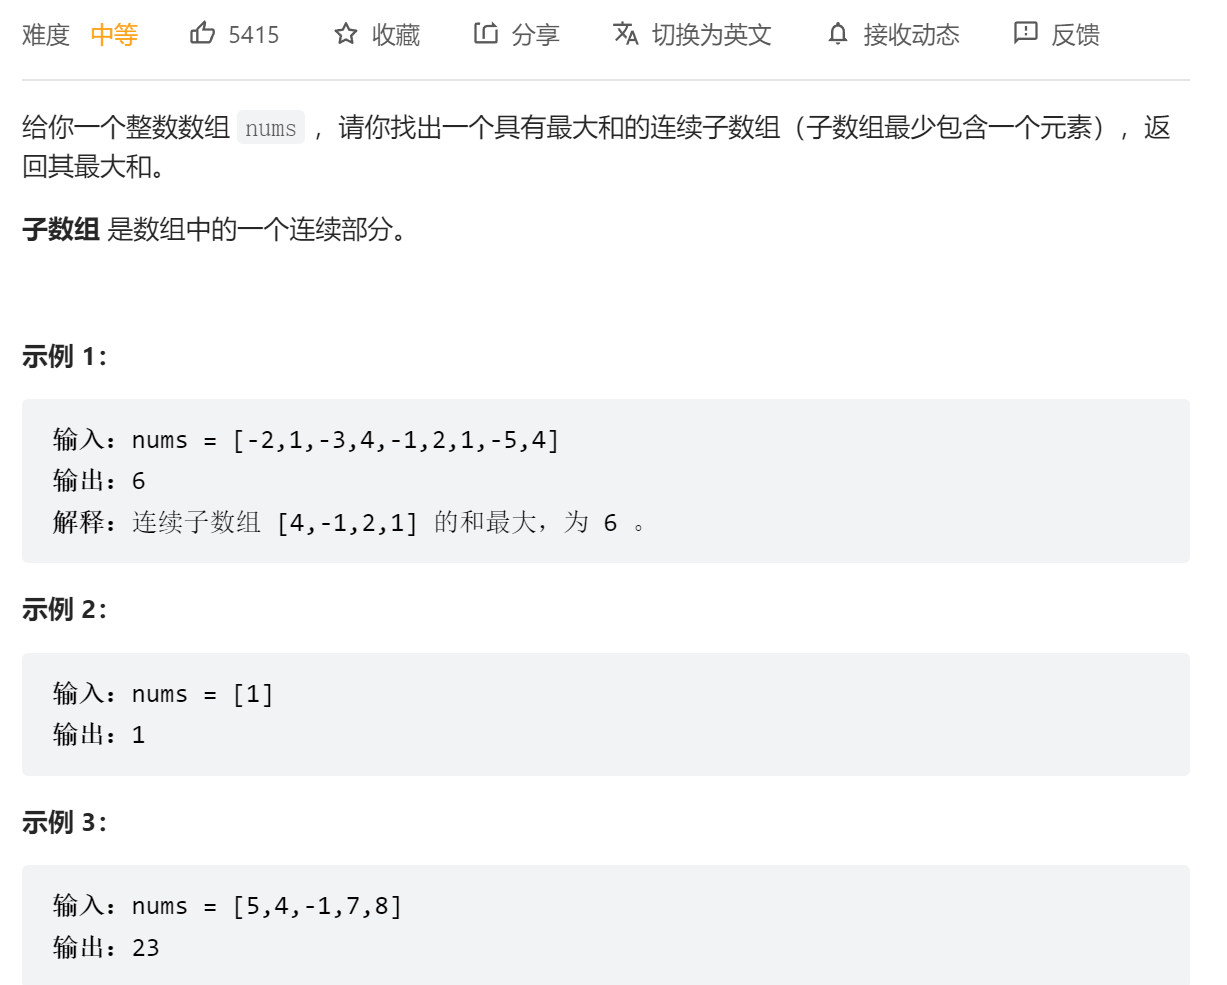 难度 中等 5415 收藏 分享 切换为英文 接收动态 反馈
给你一个整数数组 nums ，请你找出一个具有最大和的连续子数组（子数组最少包含一个元素），返
回其最大和。
子数组 是数组中的一个连续部分。
示例 1：
输入：nums = [-2,1,-3,4,-1,2,1,-5,4]
输出：6
解释：连续子数组 [4,-1,2,1] 的和最大，为 6 。
示例 2：
输入：nums = [1]
输出：1
示例 3：
输入：nums = [5,4,-1,7,8]
输出：23